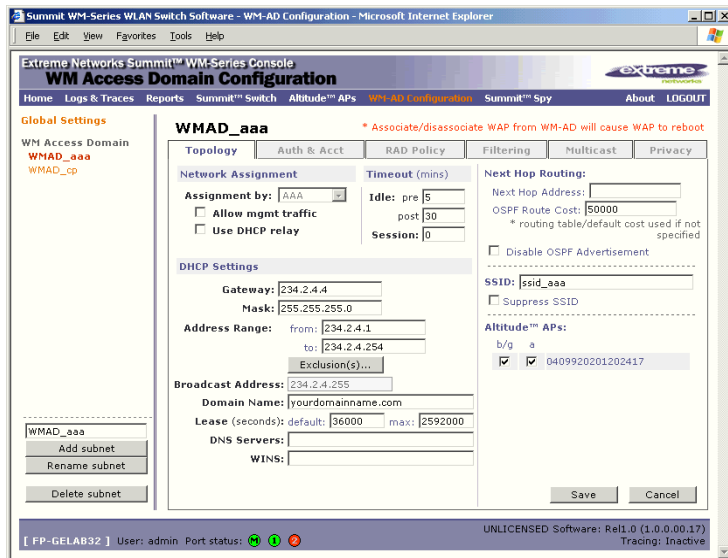 Summit WM-Series WLAN Switch Software - WM-AD Configuration - Microsoft Internet Explorer
File Edit View Favorites Tools Help
Extreme Networks Summit™ WM-Series Console
WM Access Domain Configuration
extreme networks
Home Logs & Traces Reports Summit™ Switch Altitude™ APs WM-AD Configuration Summit™ Spy About LOGOUT
Global Settings
WM Access Domain
WMAD_aaa
WMAD_cp
WMAD_aaa
Add subnet
Rename subnet
Delete subnet
WMAD_aaa
* Associate/disassociate WAP from WM-AD will cause WAP to reboot
Topology Auth & Acct RAD Policy Filtering Multicast Privacy
Network Assignment
Assignment by: AAA
Allow mgmt traffic
Use DHCP relay
Timeout (mins)
Idle: pre 5
post 30
Session: 0
DHCP Settings
Gateway: 234.2.4.4
Mask: 255.255.255.0
Address Range: from: 234.2.4.1
to: 234.2.4.254
Exclusion(s)...
Broadcast Address: 234.2.4.255
Domain Name: yourdomainname.com
Lease (seconds): default: 36000 max: 2592000
DNS Servers:
WINS:
Next Hop Routing:
Next Hop Address:
OSPF Route Cost: 50000
* routing table/default cost used if not
specified
Disable OSPF Advertisement
SSID: ssid_aaa
Suppress SSID
Altitude™ APs:
b/g a
0409920201202417
Save Cancel
[ FP-GELAB32 ] User: admin Port status: M 1 2
UNLICENSED Software: Rel1.0 (1.0.0.00.17)
Tracing: Inactive